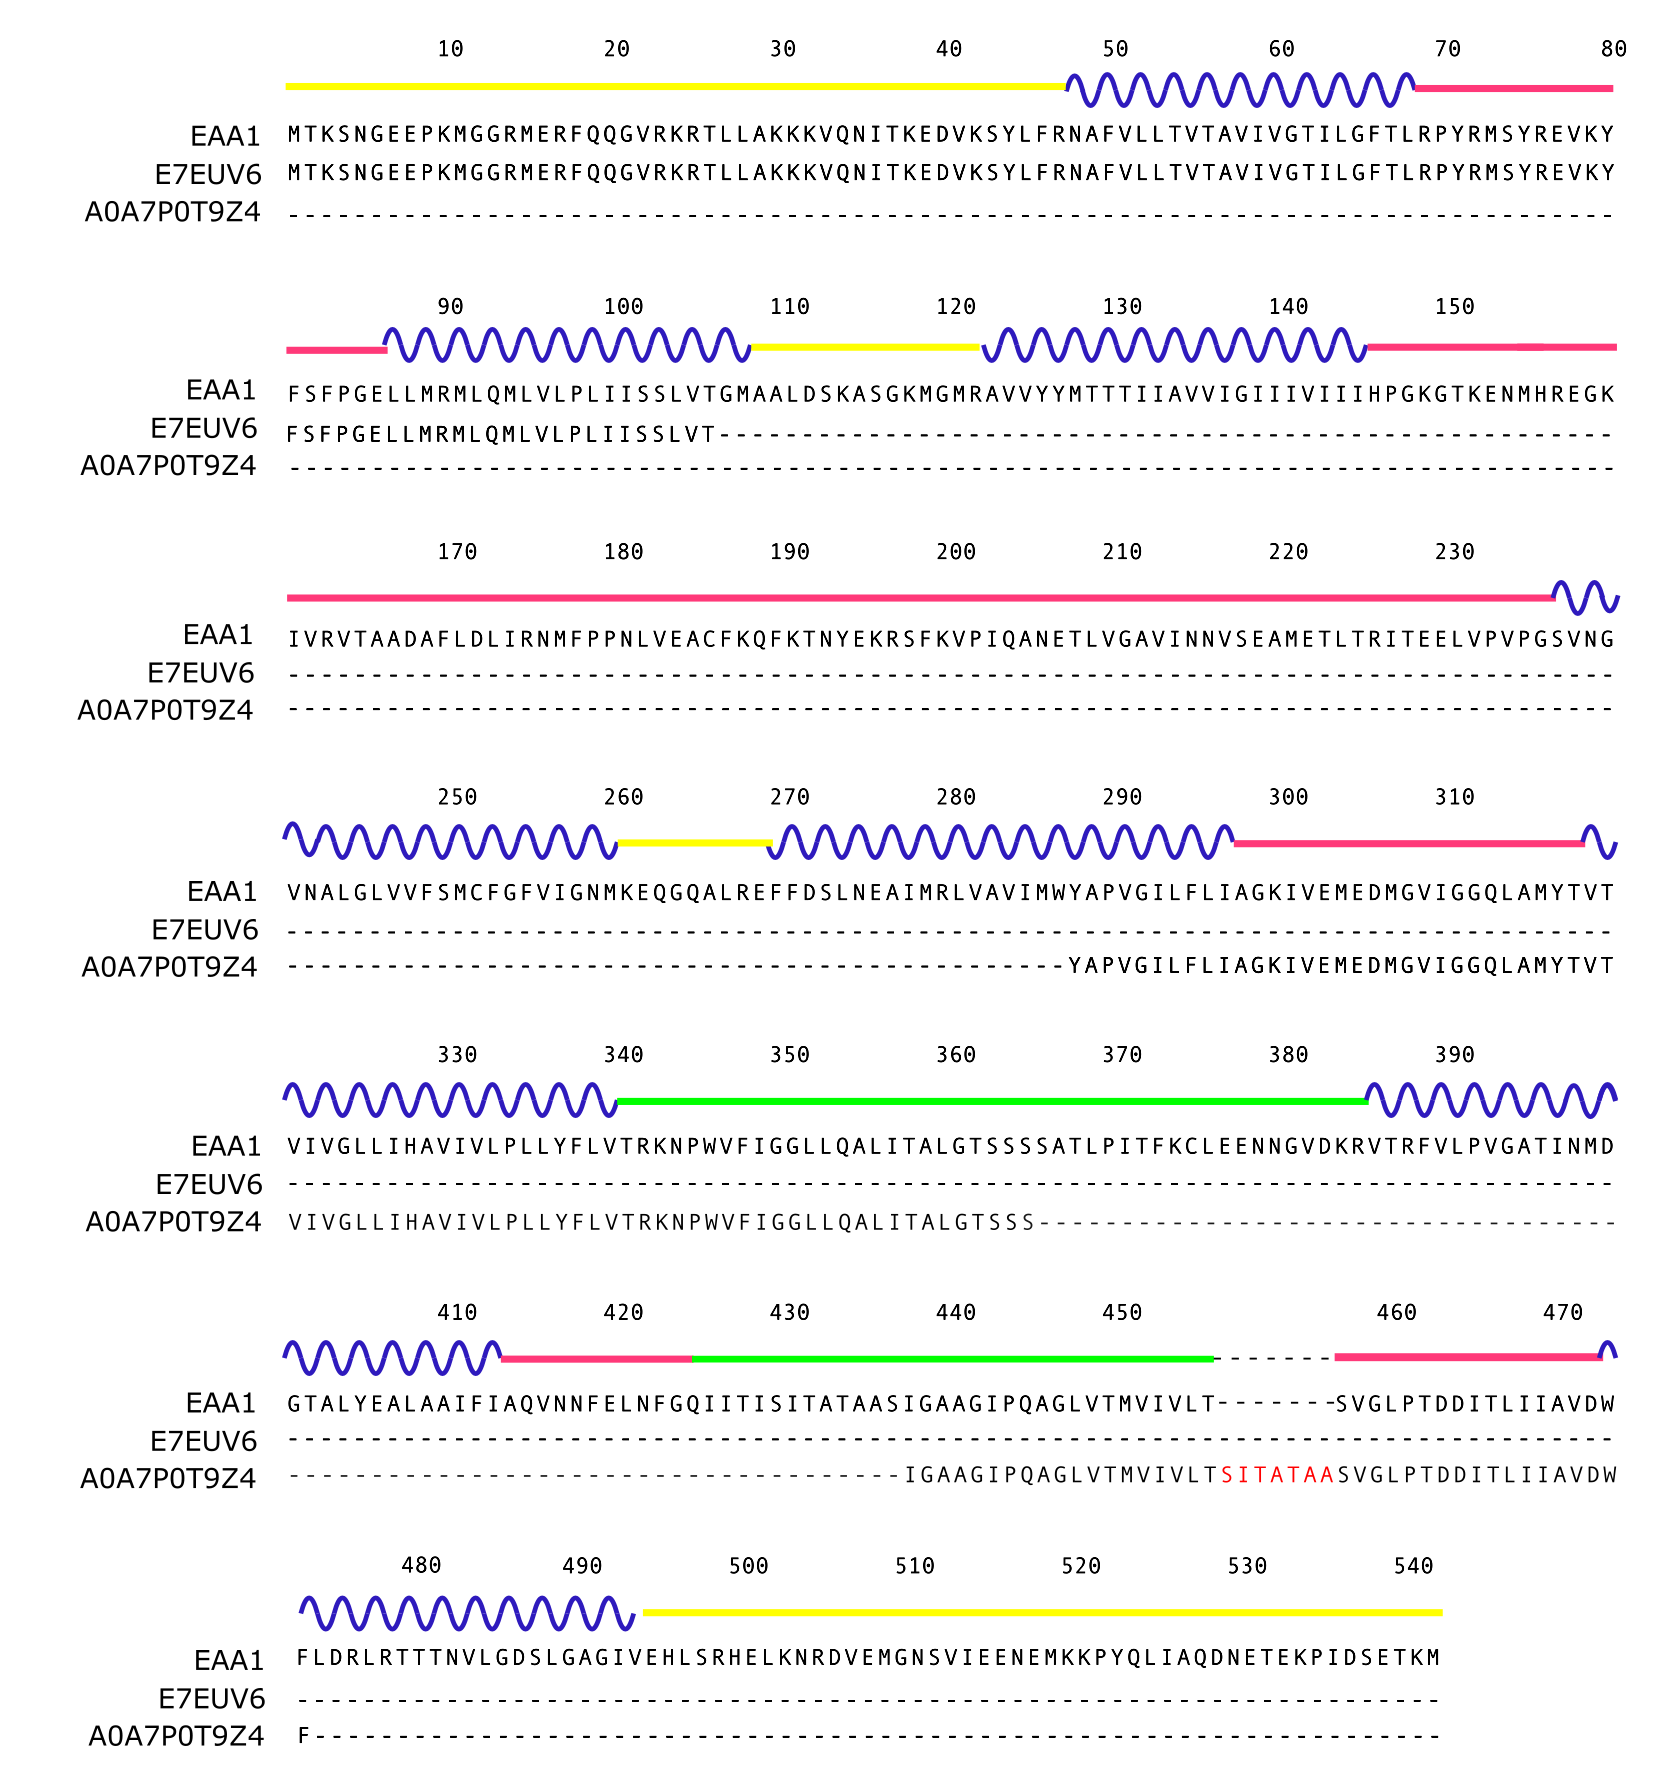 10 20 30 40 50 60 70 80
EAA1 MTKSNGEEPKMGGRMERFQQGVRKRTLLAKKKVQNITKEDVKSYLFRNAFVLLTVTAVIVGTILGFTLRPYRMSYREVKY
E7EUV6 MTKSNGEEPKMGGRMERFQQGVRKRTLLAKKKVQNITKEDVKSYLFRNAFVLLTVTAVIVGTILGFTLRPYRMSYREVKY
A0A7P0T9Z4 --------------------------------------------------------------------------------
90 100 110 120 130 140 150
EAA1 FSFPGELLMRMLQMLVLPLIISSLVTGMAALDSKASGKMGMRAVVYYMTTTIIAVVIGIIIVIIIHPGKGTKENMHREGK
E7EUV6 FSFPGELLMRMLQMLVLPLIISSLVT------------------------------------------------------
A0A7P0T9Z4 --------------------------------------------------------------------------------
170 180 190 200 210 220 230
EAA1 IVRVTAADAFLDLIRNMFPPNLVEACFKQFKTNYEKRSFKVPIQANETLVGAVINNVSEAMETLTRITEELVPVPGSVNG
E7EUV6 --------------------------------------------------------------------------------
A0A7P0T9Z4 --------------------------------------------------------------------------------
250 260 270 280 290 300 310
EAA1 VNALGLVVFSMCFGFVIGNMKEQGQALREFFDSLNEAIMRLVAVIMWYAPVGILFLIAGKIVEMEDMGVIGGQLAMYTVT
E7EUV6 --------------------------------------------------------------------------------
A0A7P0T9Z4 -----------------------------------------------YAPVGILFLIAGKIVEMEDMGVIGGQLAMYTVT
330 340 350 360 370 380 390
EAA1 VIVGLLIHAVIVLPLLYFLVTRKNPWVFIGGLLQALITALGTSSSSATLPITFKCLEENNGVDKRVTRFVLPVGATINMD
E7EUV6 --------------------------------------------------------------------------------
A0A7P0T9Z4 VIVGLLIHAVIVLPLLYFLVTRKNPWVFIGGLLQALITALGTSSS-----------------------------------
410 420 430 440 450 460 470
EAA1 GTALYEALAAIFIAQVNNFELNFGQIITISITATAASIGAAGIPQAGLVTMVIVLT-------SVGLPTDDITLIIAVDW
E7EUV6 --------------------------------------------------------------------------------
A0A7P0T9Z4 -------------------------------------IGAAGIPQAGLVTMVIVLTSITATAASVGLPTDDITLIIAVDW
480 490 500 510 520 530 540
EAA1 FLDRLRTTTNVLGDSLGAGIVEHLSRHELKNRDVEMGNSVIEENEMKKPYQLIAQDNETEKPIDSETKM
E7EUV6 ---------------------------------------------------------------------
A0A7P0T9Z4 F--------------------------------------------------------------------